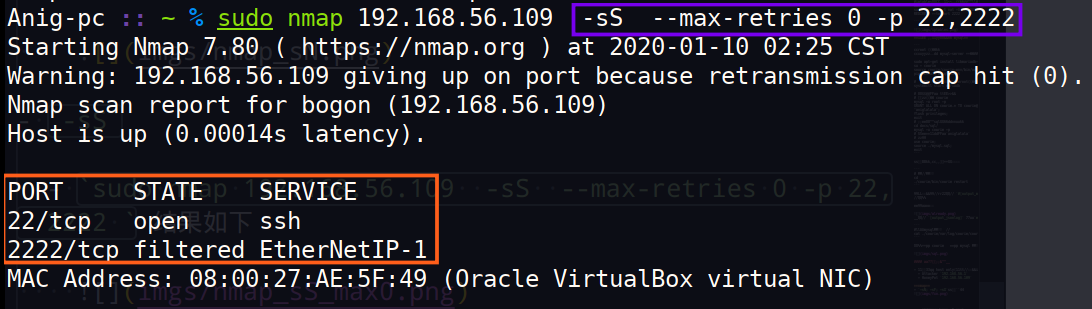 Anig-pc :: ~ % sudo nmap 192.168.56.109  -sS  --max-retries 0 -p 22,2222
Starting Nmap 7.80 ( https://nmap.org ) at 2020-01-10 02:25 CST
Warning: 192.168.56.109 giving up on port because retransmission cap hit (0).
Nmap scan report for bogon (192.168.56.109)
Host is up (0.00014s latency).
PORT     STATE    SERVICE
22/tcp   open     ssh
2222/tcp filtered EtherNetIP-1
MAC Address: 08:00:27:AE:5F:49 (Oracle VirtualBox virtual NIC)
![](imgs/nmap_sS_max0.png)